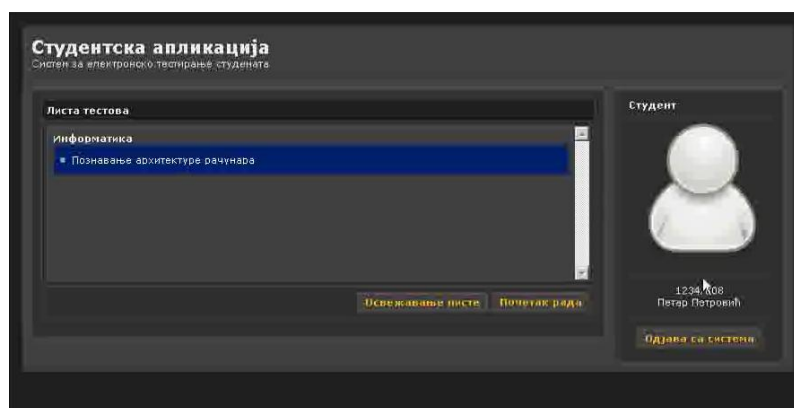 Студентска апликација
Систем за електронско тестирање студената
Листа тестова
Информатика
Познавање архитектуре рачунара
Освежавање листе
Почетак рада
Студент
Петар Петровић
Одјава са система